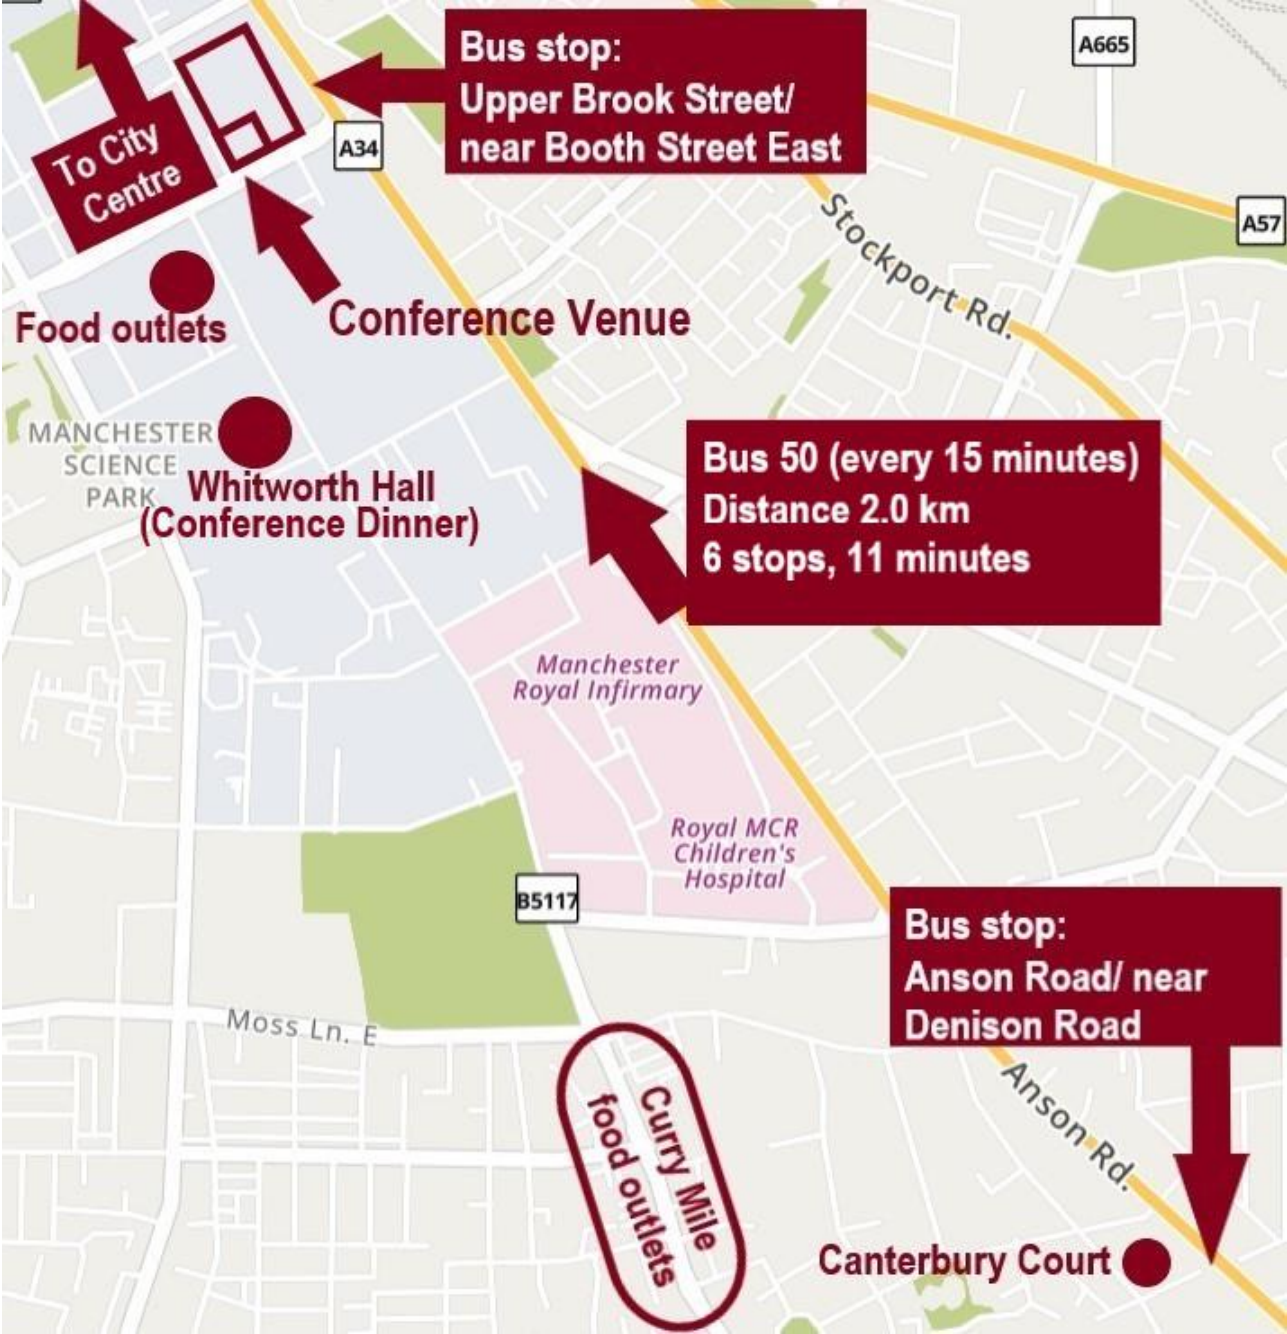 Bus stop:
Upper Brook Street/
near Booth Street East
A665
A34
To City
Centre
A57
Stockport Rd.
Food outlets
Conference Venue
MANCHESTER
SCIENCE
PARK
Whitworth Hall
(Conference Dinner)
Bus 50 (every 15 minutes)
Distance 2.0 km
6 stops, 11 minutes
Manchester
Royal Infirmary
Royal MCR
Children's
Hospital
B5117
Bus stop:
Anson Road/ near
Denison Road
Moss Ln. E
Anson Rd.
Curry Mile
food outlets
Canterbury Court